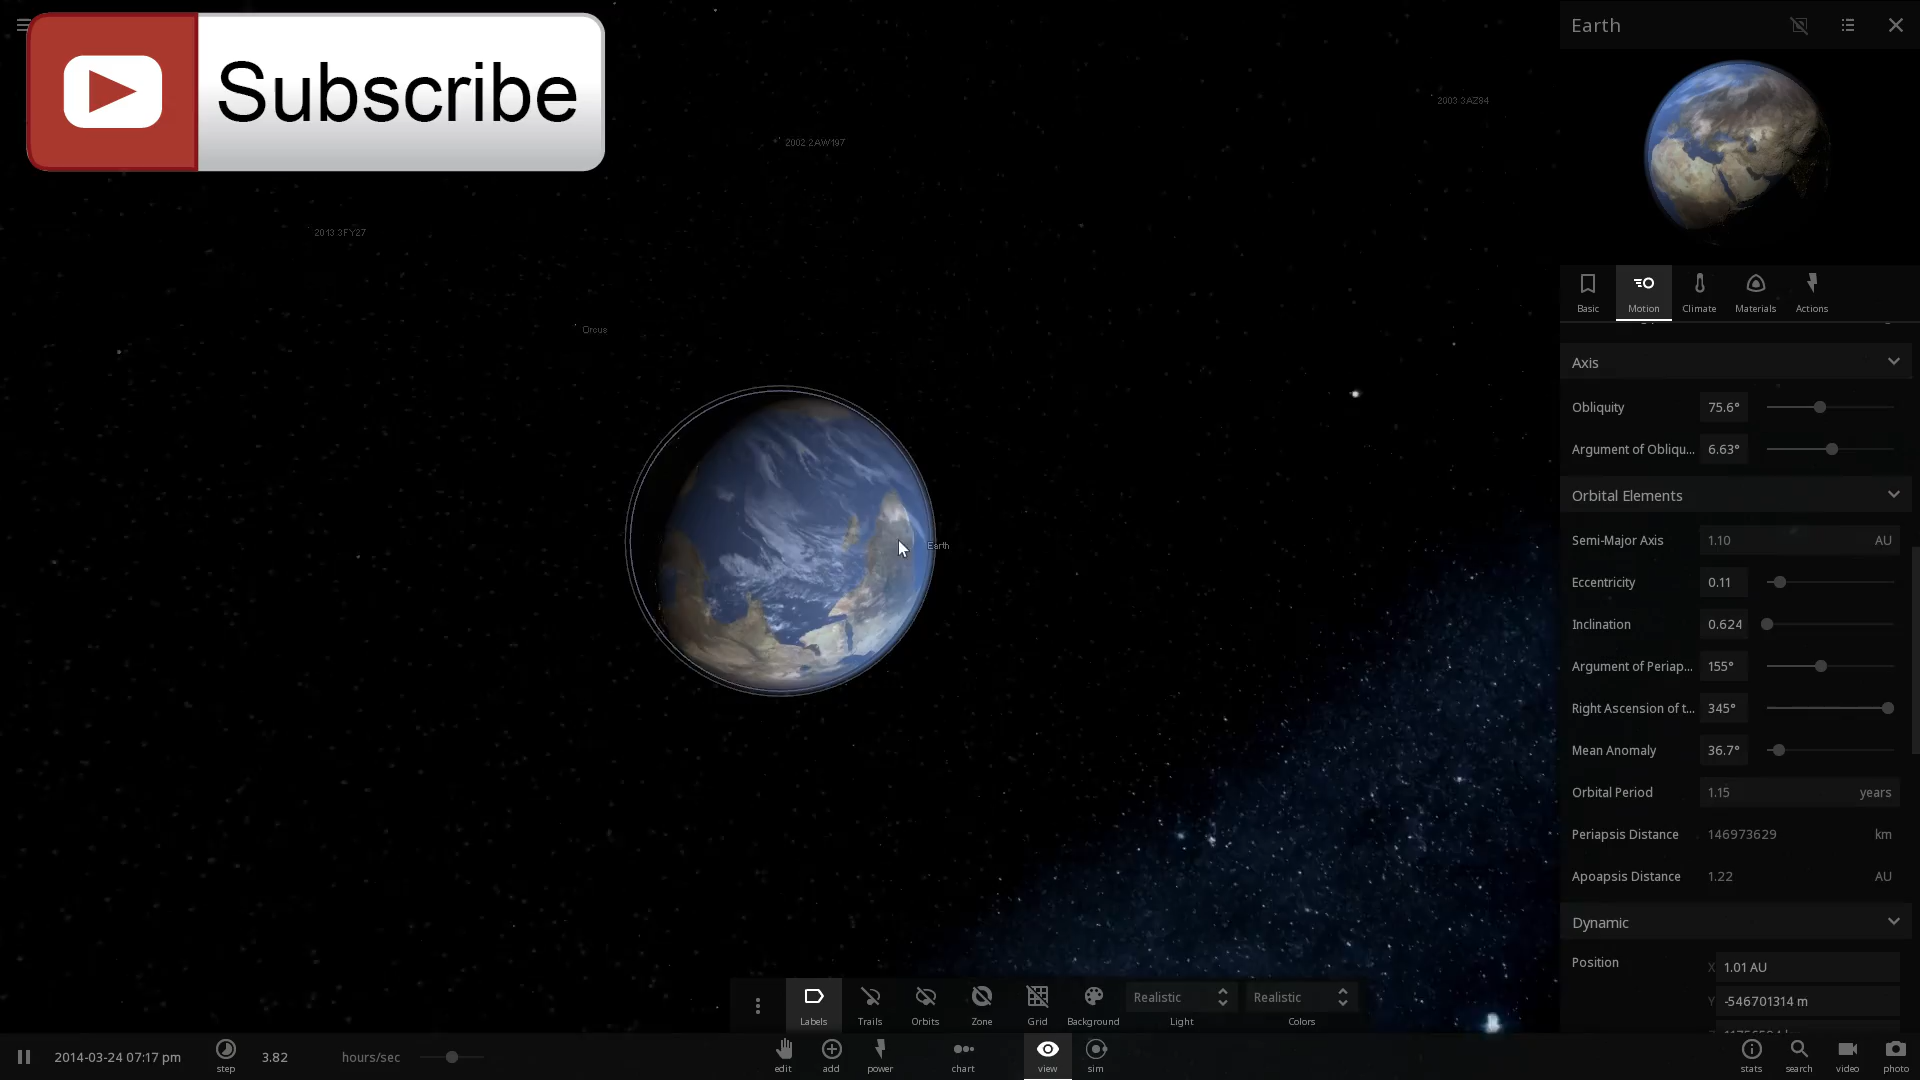 Subscribe
Earth
2003 3AZ84
2002 2AW197
2013 3FY27
Orcus
Earth
Basic
Motion
Climate
Materials
Actions
Axis
Obliquity 75.6°
Argument of Obliqu... 6.63°
Orbital Elements
Semi-Major Axis 1.10 AU
Eccentricity 0.11
Inclination 0.624
Argument of Periap... 155°
Right Ascension of t... 345°
Mean Anomaly 36.7°
Orbital Period 1.15 years
Periapsis Distance 146973629 km
Apoapsis Distance 1.22 AU
Dynamic
Position X 1.01 AU
Y -546701314 m
Labels
Trails
Orbits
Zone
Grid
Background
Realistic
Light
Realistic
Colors
2014-03-24 07:17 pm
step
3.82 hours/sec
edit
add
power
chart
view
sim
stats
search
video
photo